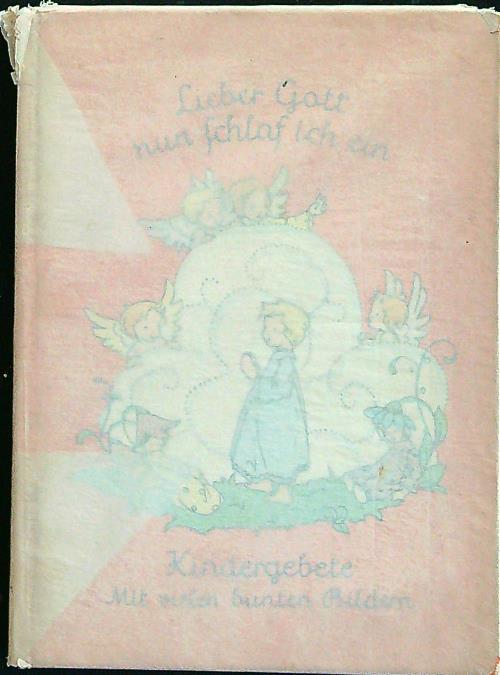 Lieber Gott
nun schlaf ich ein
Kindergebete
Mit vielen bunten Bildern